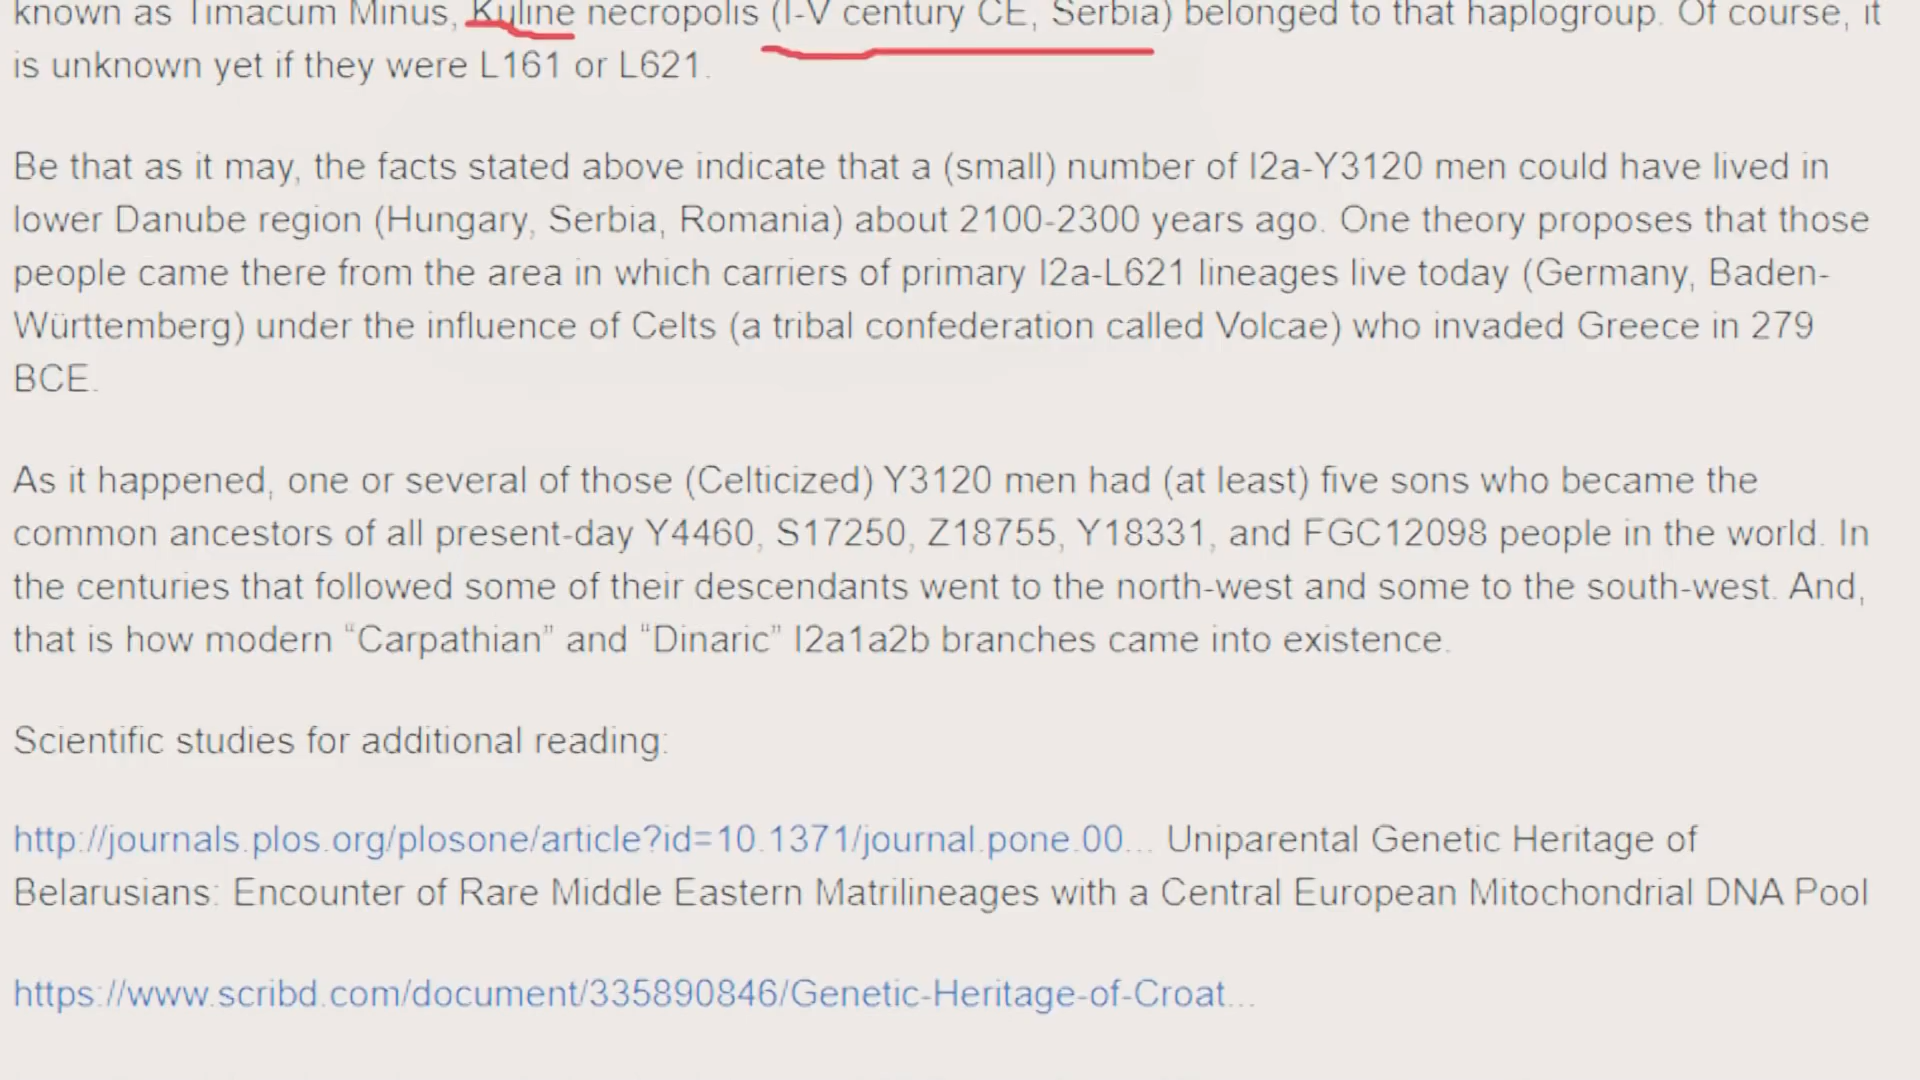 known as Timacum Minus, Kyline necropolis (I-V century CE, Serbia) belonged to that haplogroup. Of course, it
is unknown yet if they were L161 or L621.
Be that as it may, the facts stated above indicate that a (small) number of I2a-Y3120 men could have lived in
lower Danube region (Hungary, Serbia, Romania) about 2100-2300 years ago. One theory proposes that those
people came there from the area in which carriers of primary I2a-L621 lineages live today (Germany, Baden-
Württemberg) under the influence of Celts (a tribal confederation called Volcae) who invaded Greece in 279
BCE.
As it happened, one or several of those (Celticized) Y3120 men had (at least) five sons who became the
common ancestors of all present-day Y4460, S17250, Z18755, Y18331, and FGC12098 people in the world. In
the centuries that followed some of their descendants went to the north-west and some to the south-west. And,
that is how modern “Carpathian” and “Dinaric” I2a1a2b branches came into existence.
Scientific studies for additional reading:
http://journals.plos.org/plosone/article?id=10.1371/journal.pone.00... Uniparental Genetic Heritage of
Belarusians: Encounter of Rare Middle Eastern Matrilineages with a Central European Mitochondrial DNA Pool
https://www.scribd.com/document/335890846/Genetic-Heritage-of-Croat...